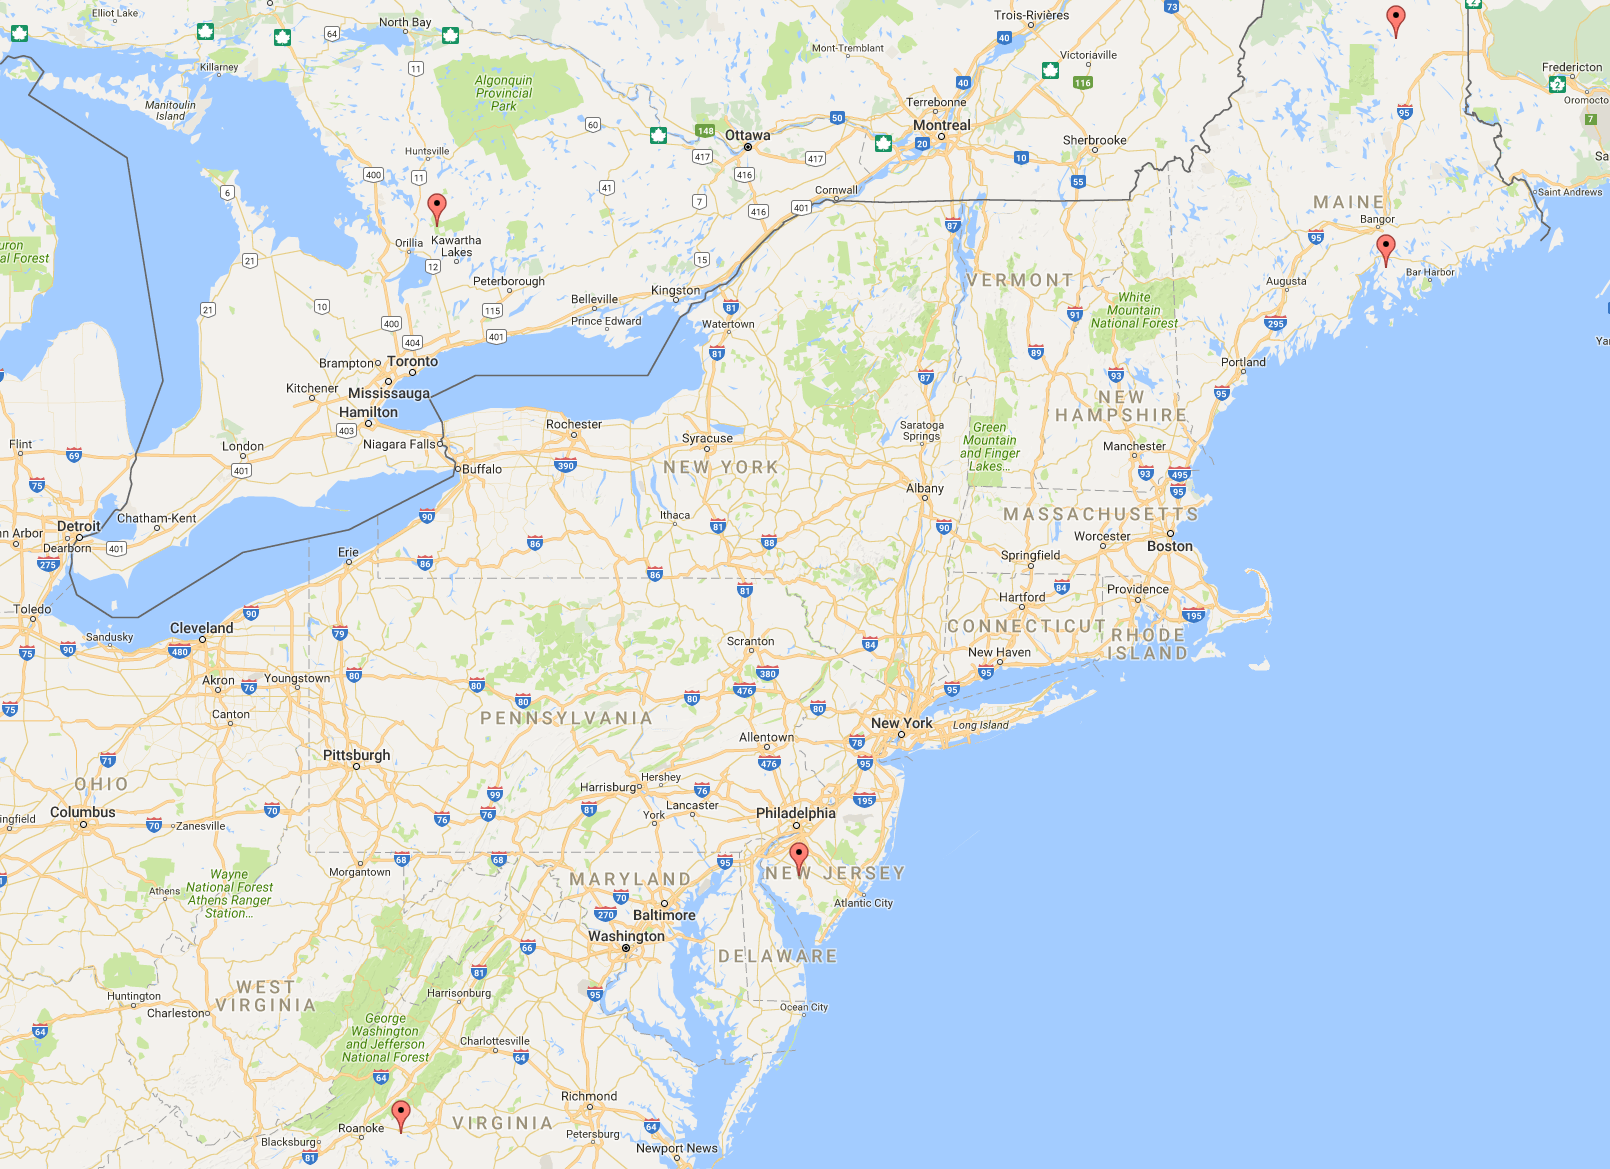 Elliot Lake
North Bay
Trois-Rivières
73
2
64
40
Mont-Tremblant
Victoriaville
Killarney
11
Algonquin
Provincial
Park
Manitoulin
Island
40
116
Fredericton
2
Oromocto
Terrebonne
95
7
60
148
50
Ottawa
Montreal
20
Sherbrooke
Huntsville
417
417
10
Sa
400
11
416
55
6
41
Cornwall
Saint Andrews
7
416
401
MAINE
87
Bangor
95
uron
al Forest
Orillia
Kawartha
Lakes
21
12
15
Bar Harbor
Peterborough
VERMONT
Augusta
Kingston
Belleville
21
10
115
81
White
Mountain
National Forest
91
Prince Edward
Watertown
400
295
401
404
81
89
Yar
Brampton
Toronto
Portland
87
93
Kitchener
Mississauga
95
NEW
HAMPSHIRE
Hamilton
403
Rochester
Saratoga
Springs
Green
Mountain
and Finger
Lakes...
Flint
London
Niagara Falls
Syracuse
Manchester
69
401
Buffalo
390
NEW YORK
93
495
75
Albany
95
90
Ithaca
MASSACHUSETTS
Chatham-Kent
Detroit
81
90
nn Arbor
Worcester
Boston
Dearborn
401
Erie
86
88
Springfield
275
86
86
81
84
Providence
Toledo
90
Hartford
195
Cleveland
79
CONNECTICUT
RHODE
ISLAND
Sandusky
Scranton
84
75
90
480
New Haven
Akron
76
Youngstown
80
80
380
95
476
95
75
80
80
80
Canton
PENNSYLVANIA
New York
Long Island
Allentown
78
Pittsburgh
71
476
95
OHIO
Hershey
Harrisburg
99
76
195
Columbus
Lancaster
70
81
York
Philadelphia
ingfield
70
Zanesville
76
76
68
68
95
Morgantown
NEW JERSEY
Wayne
National Forest
Athens Ranger
Station...
MARYLAND
Athens
70
Atlantic City
270
Baltimore
Washington
66
DELAWARE
81
WEST
VIRGINIA
Huntington
Harrisonburg
95
Charleston
Ocean City
George
Washington
and Jefferson
National Forest
64
Charlottesville
64
64
Richmond
VIRGINIA
Roanoke
64
Blacksburg
Petersburg
Newport News
81